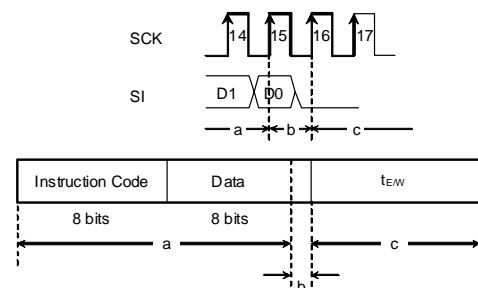 SCK 14 15 16 17
SI D1 D0
a b c
Instruction Code Data tE/W
8 bits 8 bits
a c
b